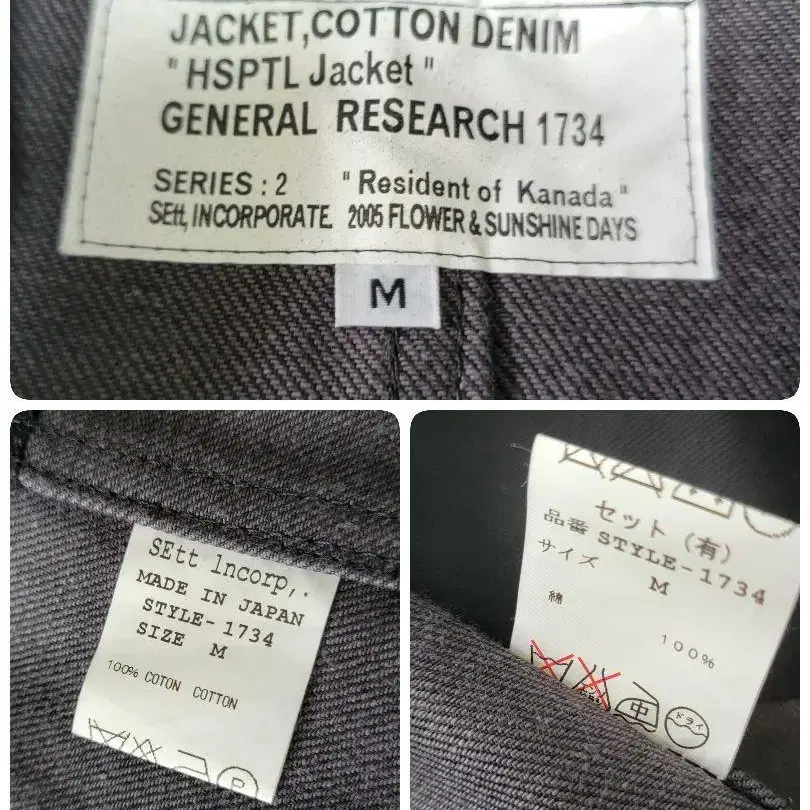 JACKET,COTTON DENIM
"HSPTL Jacket"
GENERAL RESEARCH 1734
SERIES : 2 "Resident of Kanada"
SEtt, INCORPORATE. 2005 FLOWER & SUNSHINE DAYS
M
SEtt Incorp,.
MADE IN JAPAN
STYLE-1734
SIZE M
100% COTON COTTON
P
セット (有)
品番 STYLE-1734
サイズ M
綿 100%
中 ドライ